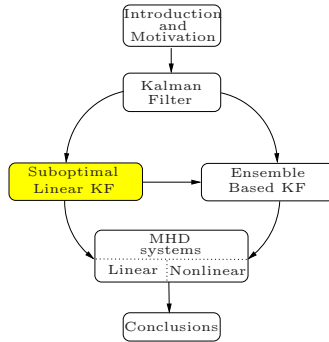 Introduction
and
Motivation
Kalman
Filter
Suboptimal
Linear KF
Ensemble
Based KF
MHD
systems
Linear
Nonlinear
Conclusions